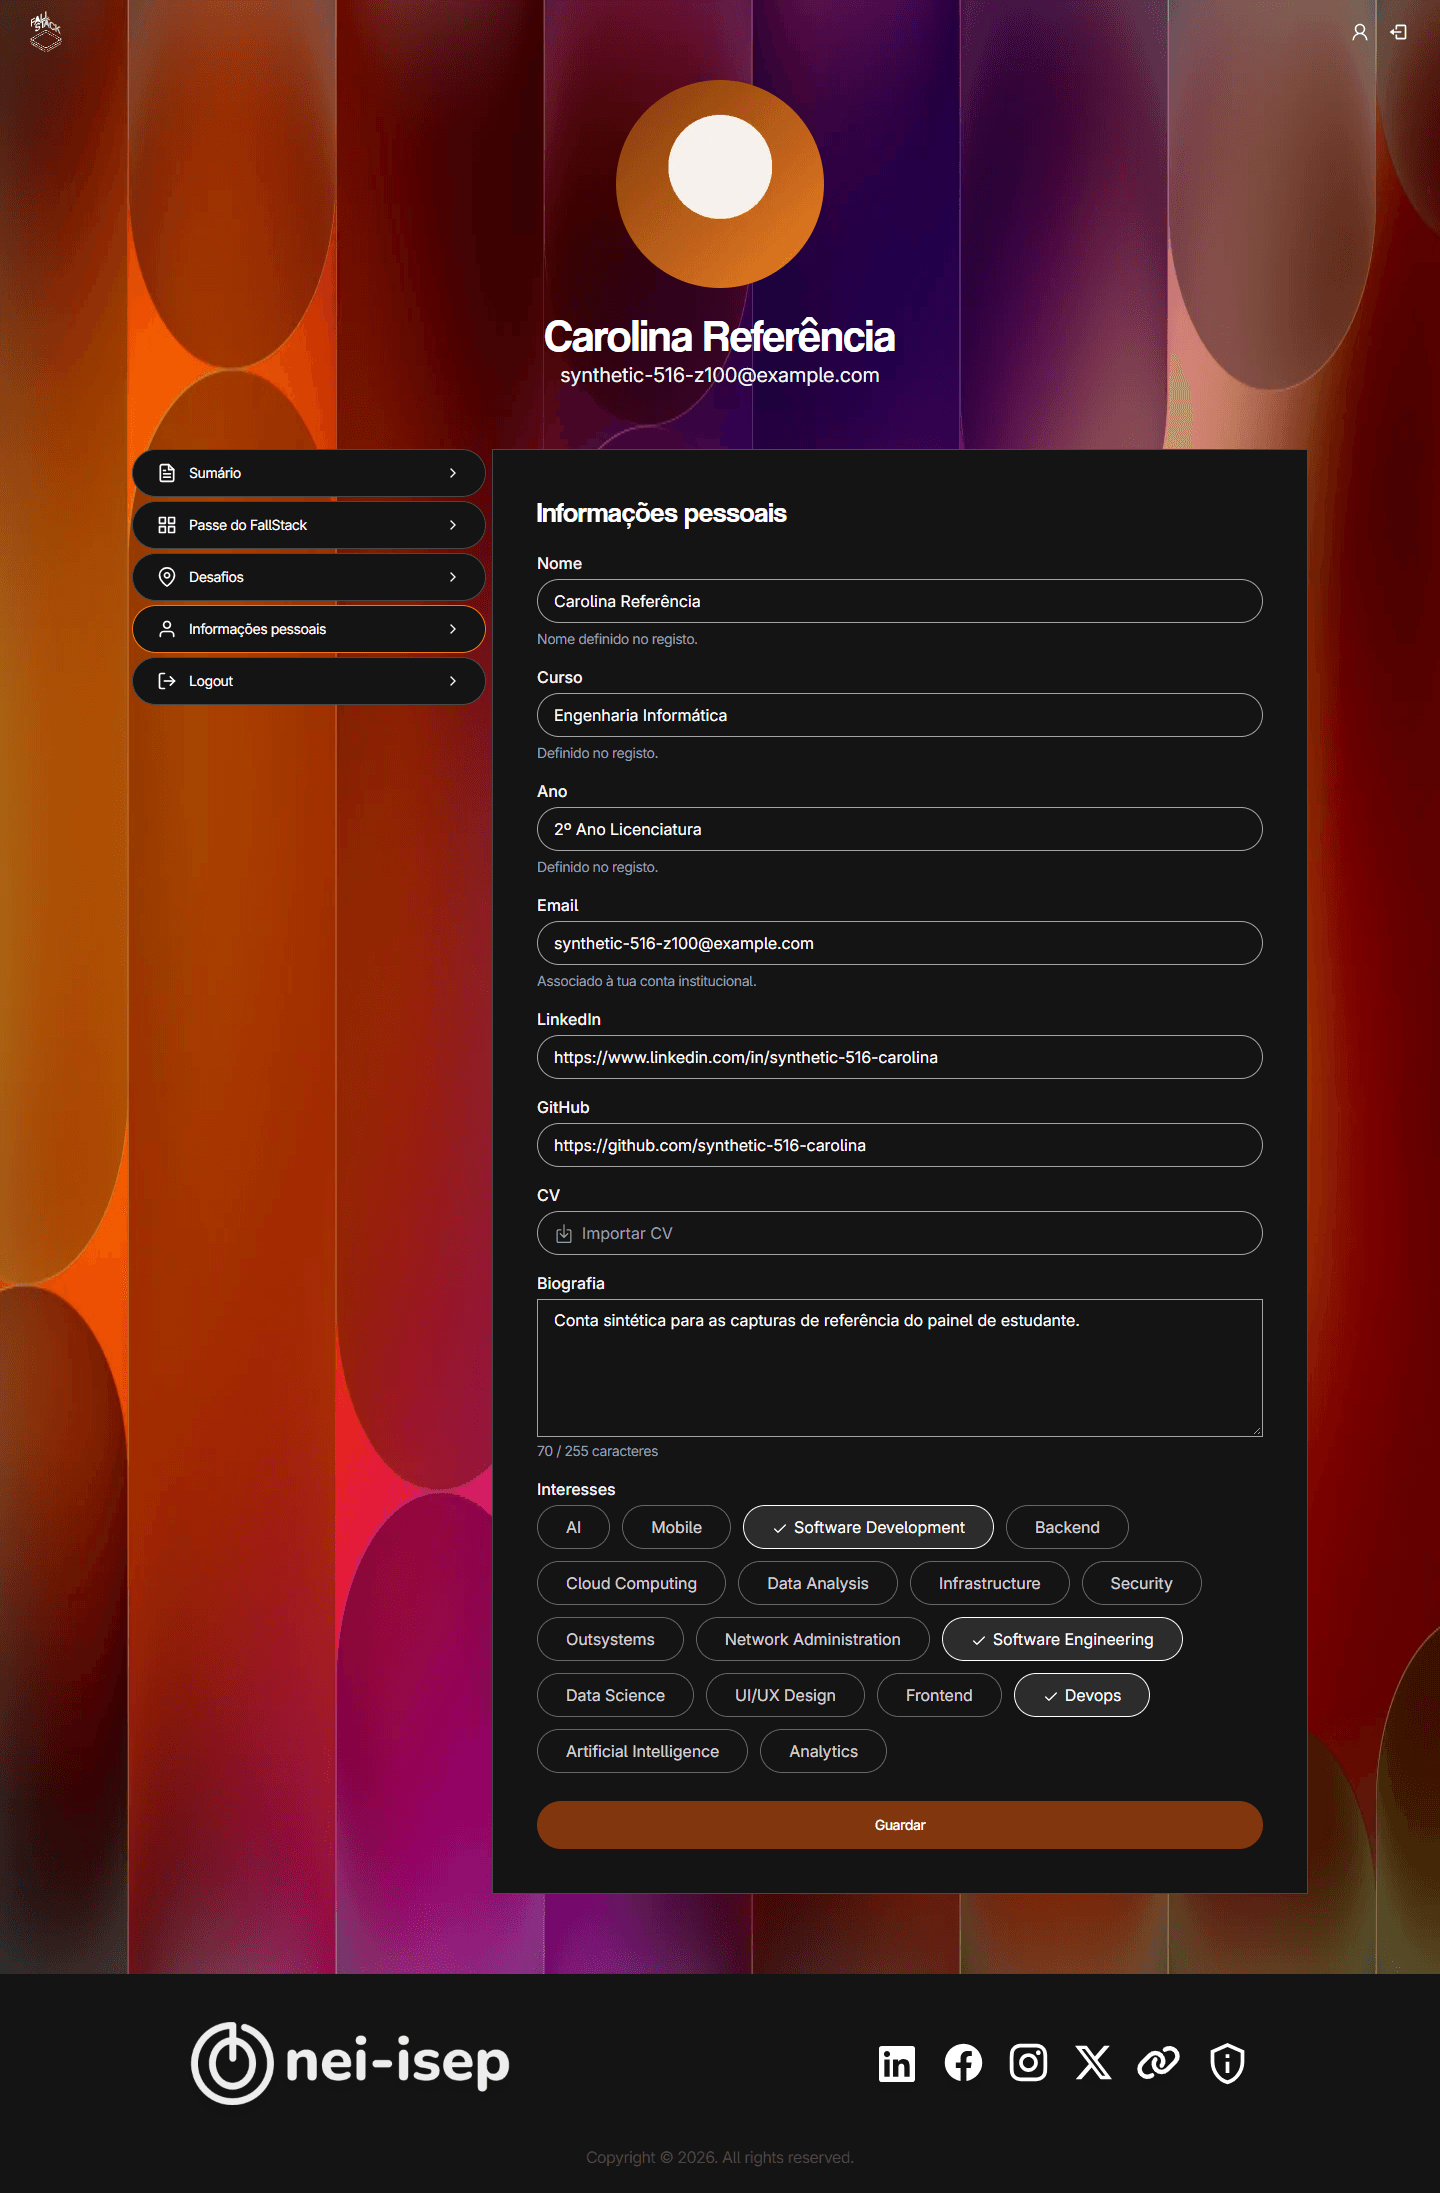 FALL
STACK
Carolina Referência
synthetic-516-z100@example.com
Sumário
Passe do FallStack
Desafios
Informações pessoais
Logout
Informações pessoais
Nome
Carolina Referência
Nome definido no registo.
Curso
Engenharia Informática
Definido no registo.
Ano
2º Ano Licenciatura
Definido no registo.
Email
synthetic-516-z100@example.com
Associado à tua conta institucional.
LinkedIn
https://www.linkedin.com/in/synthetic-516-carolina
GitHub
https://github.com/synthetic-516-carolina
CV
Importar CV
Biografia
Conta sintética para as capturas de referência do painel de estudante.
70 / 255 caracteres
Interesses
AI Mobile Software Development Backend
Cloud Computing Data Analysis Infrastructure Security
Outsystems Network Administration Software Engineering
Data Science UI/UX Design Frontend Devops
Artificial Intelligence Analytics
Guardar
nei-isep
Copyright © 2026. All rights reserved.